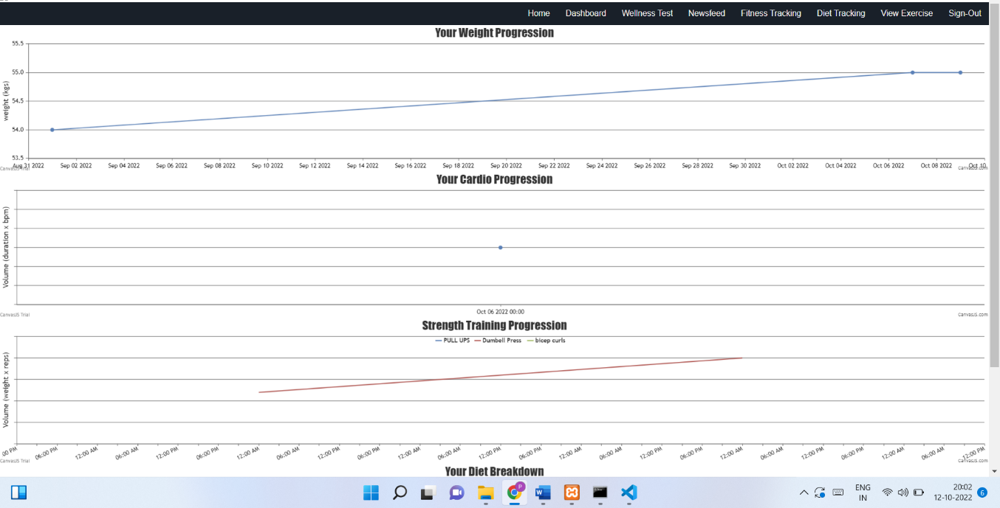 Home Dashboard Wellness Test Newsfeed Fitness Tracking Diet Tracking View Exercise Sign-Out
Your Weight Progression
weight (kgs)
55.5
55.0
54.5
54.0
53.5
Aug 31 2022 Sep 02 2022 Sep 04 2022 Sep 06 2022 Sep 08 2022 Sep 10 2022 Sep 12 2022 Sep 14 2022 Sep 16 2022 Sep 18 2022 Sep 20 2022 Sep 22 2022 Sep 24 2022 Sep 26 2022 Sep 28 2022 Sep 30 2022 Oct 02 2022 Oct 04 2022 Oct 06 2022 Oct 08 2022 Oct 10
CanvasJS Trial CanvasJS.com
Your Cardio Progression
Volume (duration x bpm)
Oct 06 2022 00:00
CanvasJS Trial CanvasJS.com
Strength Training Progression
PULL UPS Dumbell Press bicep curls
Volume (weight x reps)
00 PM 06:00 PM 12:00 AM 06:00 AM 12:00 PM 06:00 PM 12:00 AM 06:00 AM 12:00 PM 06:00 PM 12:00 AM 06:00 AM 12:00 PM 06:00 PM 12:00 AM 06:00 AM 12:00 PM 06:00 PM 12:00 AM 06:00 AM 12:00 PM 06:00 PM 12:00 AM 06:00 AM 12:00 PM
CanvasJS Trial CanvasJS.com
Your Diet Breakdown
P
W
ENG
IN
20:02
12-10-2022
6